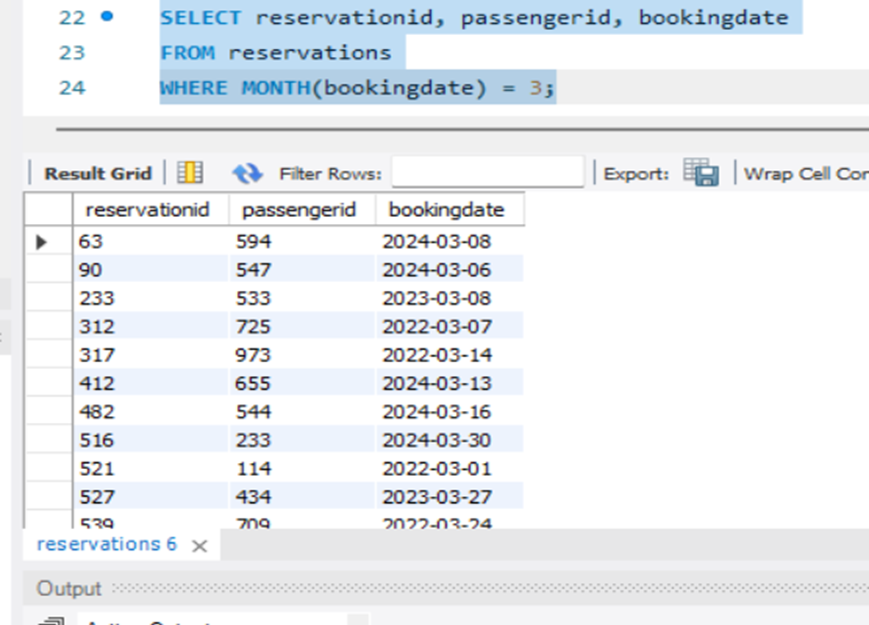 22 SELECT reservationid, passengerid, bookingdate
23 FROM reservations
24 WHERE MONTH(bookingdate) = 3;
Result Grid Filter Rows: Export: Wrap Cell Con
reservationid passengerid bookingdate
63 594 2024-03-08
90 547 2024-03-06
233 533 2023-03-08
312 725 2022-03-07
317 973 2022-03-14
412 655 2024-03-13
482 544 2024-03-16
516 233 2024-03-30
521 114 2022-03-01
527 434 2023-03-27
539 709 2022-03-24
reservations 6
Output